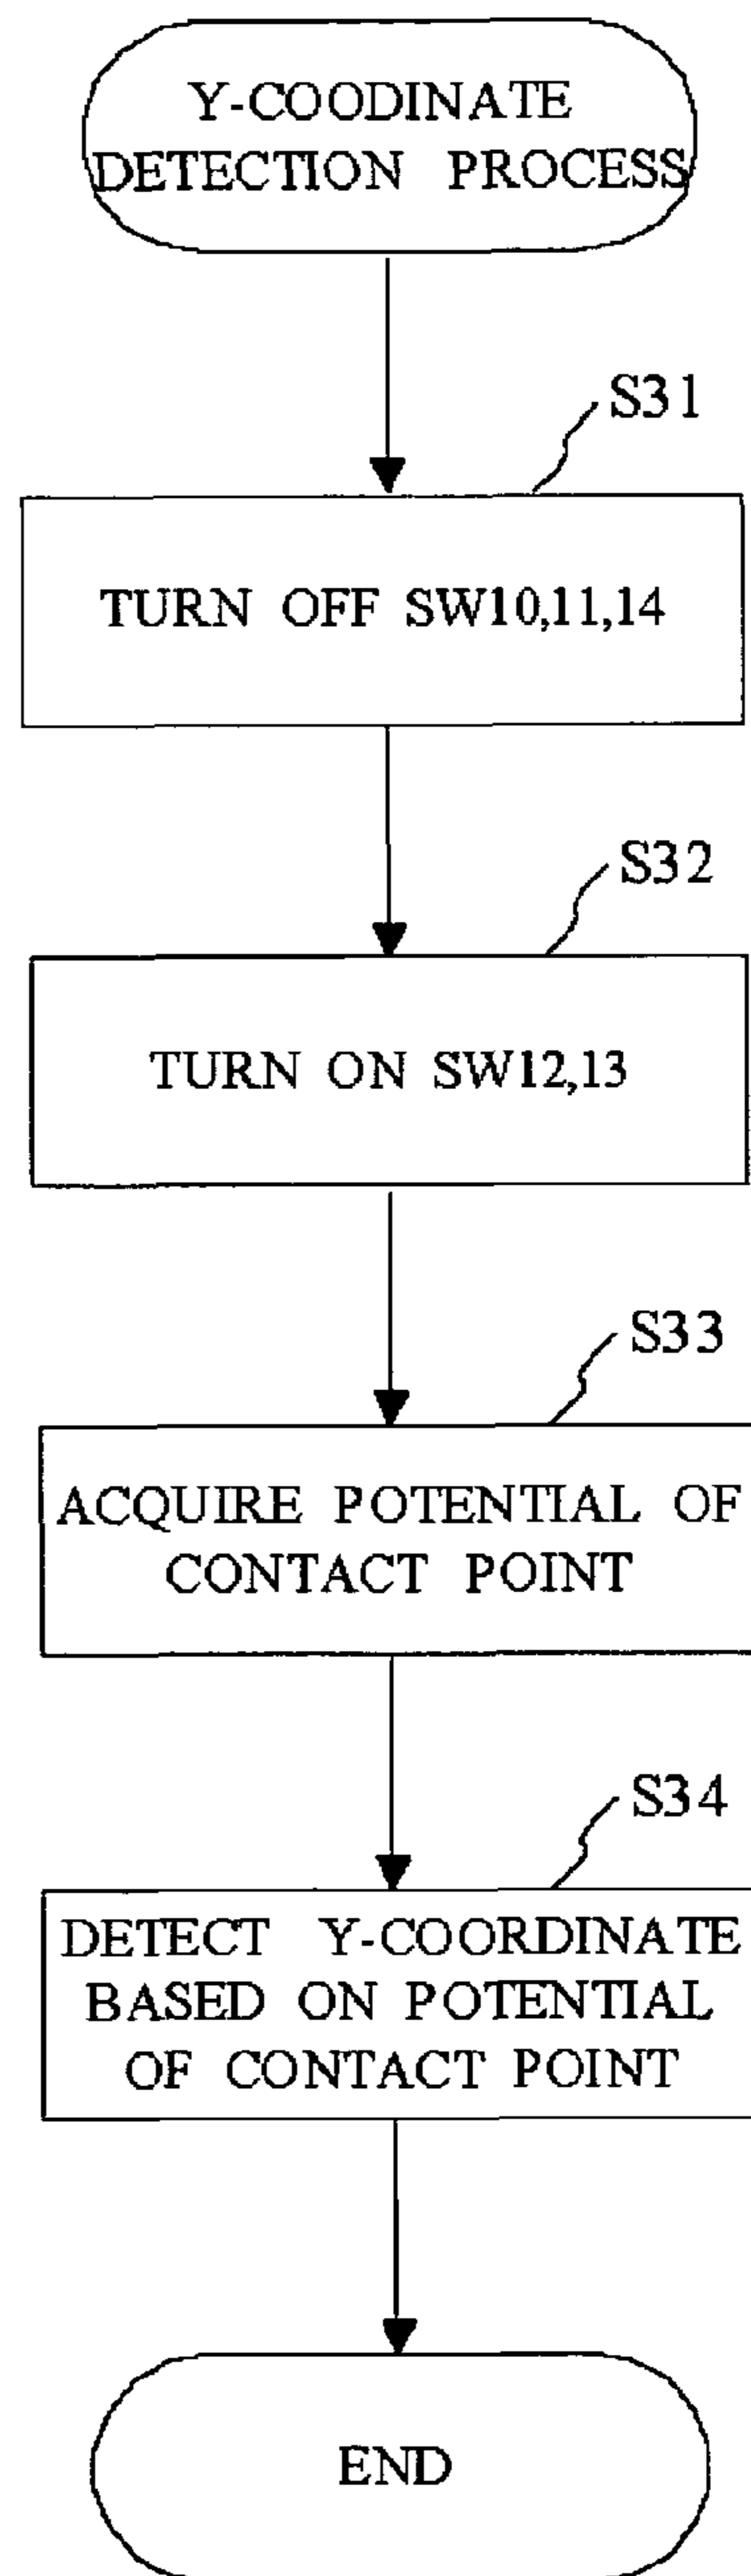 Y-COODINATE
DETECTION PROCESS
S31
TURN OFF SW10,11,14
S32
TURN ON SW12,13
S33
ACQUIRE POTENTIAL OF
CONTACT POINT
S34
DETECT Y-COORDINATE
BASED ON POTENTIAL
OF CONTACT POINT
END